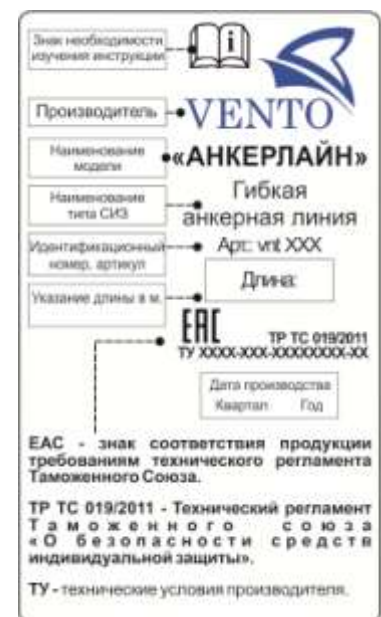 Знак необходимости
изучения инструкции
i
Производитель
VENTO
Наименование
модели
«АНКЕРЛАЙН»
Наименование
типа СИЗ
Гибкая
анкерная линия
Идентификационный
номер, артикул
Арт: vnt XXX
Указание длины в м.
Длина:
ЕАС
ТР ТС 019/2011
ТУ XXXX-XXX-XXXXXXXX-XX
Дата производства
Квартал Год
ЕАС - знак соответствия продукции
требованиям технического регламента
Таможенного Союза.
ТР ТС 019/2011 - Технический регламент
Таможенного союза
«О безопасности средств
индивидуальной защиты».
ТУ - технические условия производителя.